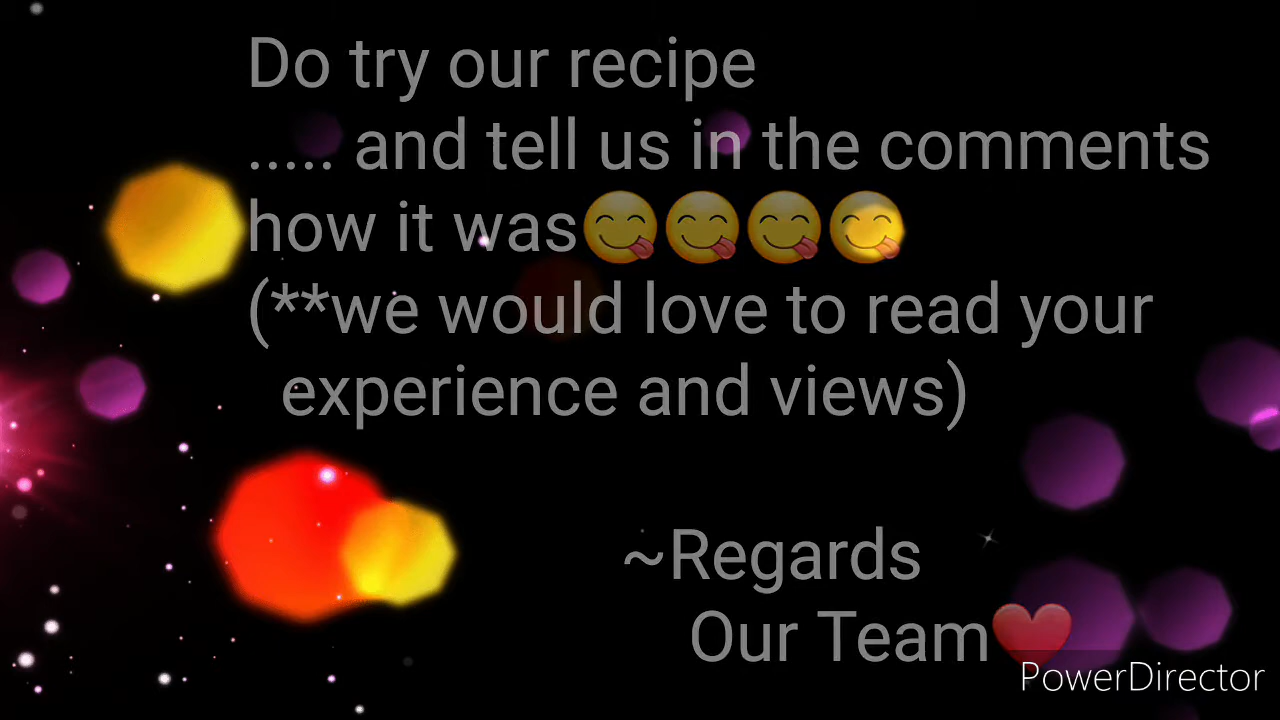 Do try our recipe
..... and tell us in the comments
how it was😋😋😋😋
(**we would love to read your
experience and views)
~Regards
Our Team❤️
PowerDirector